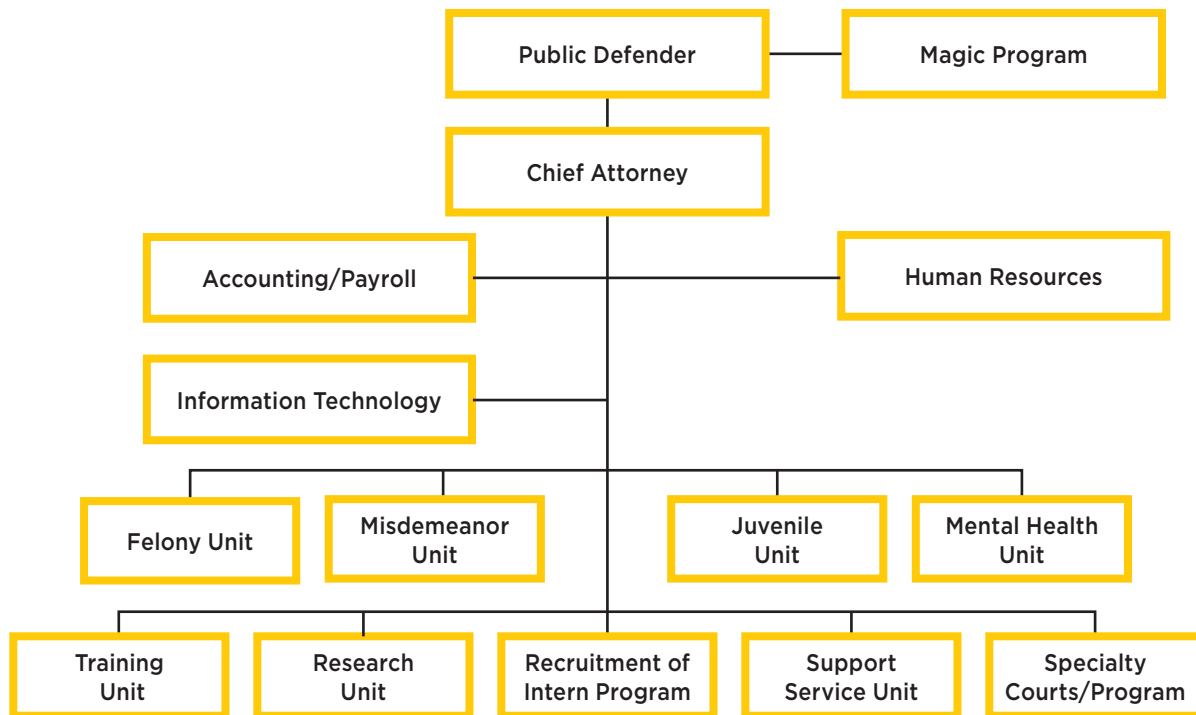 Public Defender
Magic Program
Chief Attorney
Accounting/Payroll
Human Resources
Information Technology
Felony Unit
Misdemeanor
Unit
Juvenile
Unit
Mental Health
Unit
Training
Unit
Research
Unit
Recruitment of
Intern Program
Support
Service Unit
Specialty
Courts/Program